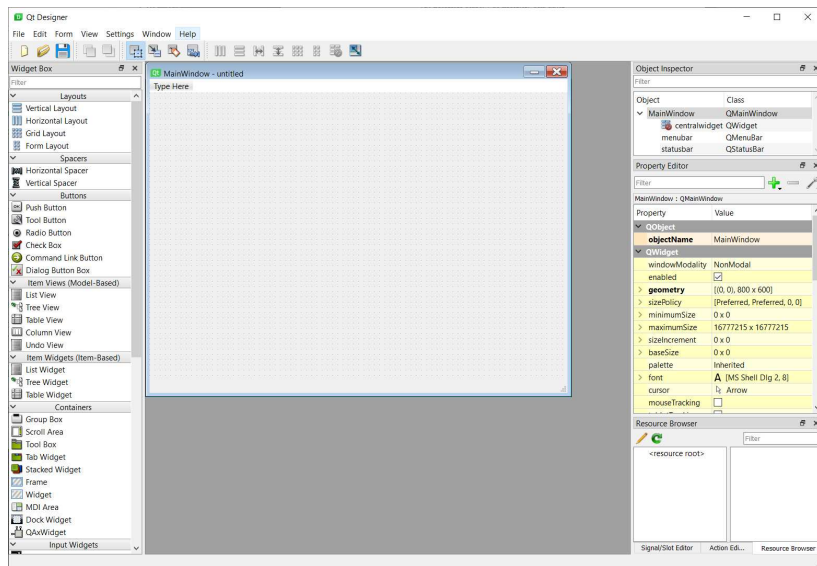 Qt Designer
File Edit Form View Settings Window Help
Widget Box
Filter
Layouts
Vertical Layout
Horizontal Layout
Grid Layout
Form Layout
Spacers
Horizontal Spacer
Vertical Spacer
Buttons
Push Button
Tool Button
Radio Button
Check Box
Command Link Button
Dialog Button Box
Item Views (Model-Based)
List View
Tree View
Table View
Column View
Undo View
Item Widgets (Item-Based)
List Widget
Tree Widget
Table Widget
Containers
Group Box
Scroll Area
Tool Box
Tab Widget
Stacked Widget
Frame
Widget
MDI Area
Dock Widget
QAxWidget
Input Widgets
MainWindow - untitled
Type Here
Object Inspector
Filter
Object Class
MainWindow QMainWindow
centralwidget QWidget
menubar QMenuBar
statusbar QStatusBar
Property Editor
Filter
MainWindow : QMainWindow
Property Value
QObject
objectName MainWindow
QWidget
windowModality NonModal
enabled
geometry [(0, 0), 800 x 600]
sizePolicy [Preferred, Preferred, 0, 0]
minimumSize 0 x 0
maximumSize 16777215 x 16777215
sizeIncrement 0 x 0
baseSize 0 x 0
palette Inherited
font A [MS Shell Dlg 2, 8]
cursor Arrow
mouseTracking
Resource Browser
Filter
<resource root>
Signal/Slot Editor Action Edi... Resource Browser